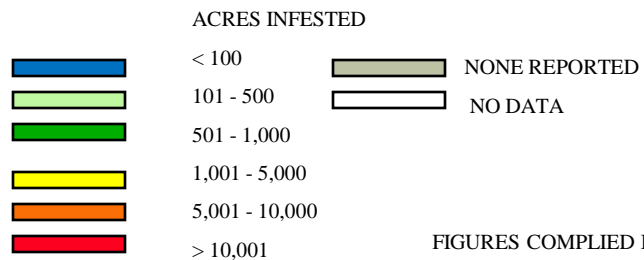 ACRES INFESTED
< 100
NONE REPORTED
101 - 500
NO DATA
501 - 1,000
1,001 - 5,000
5,001 - 10,000
> 10,001
FIGURES COMPLIED